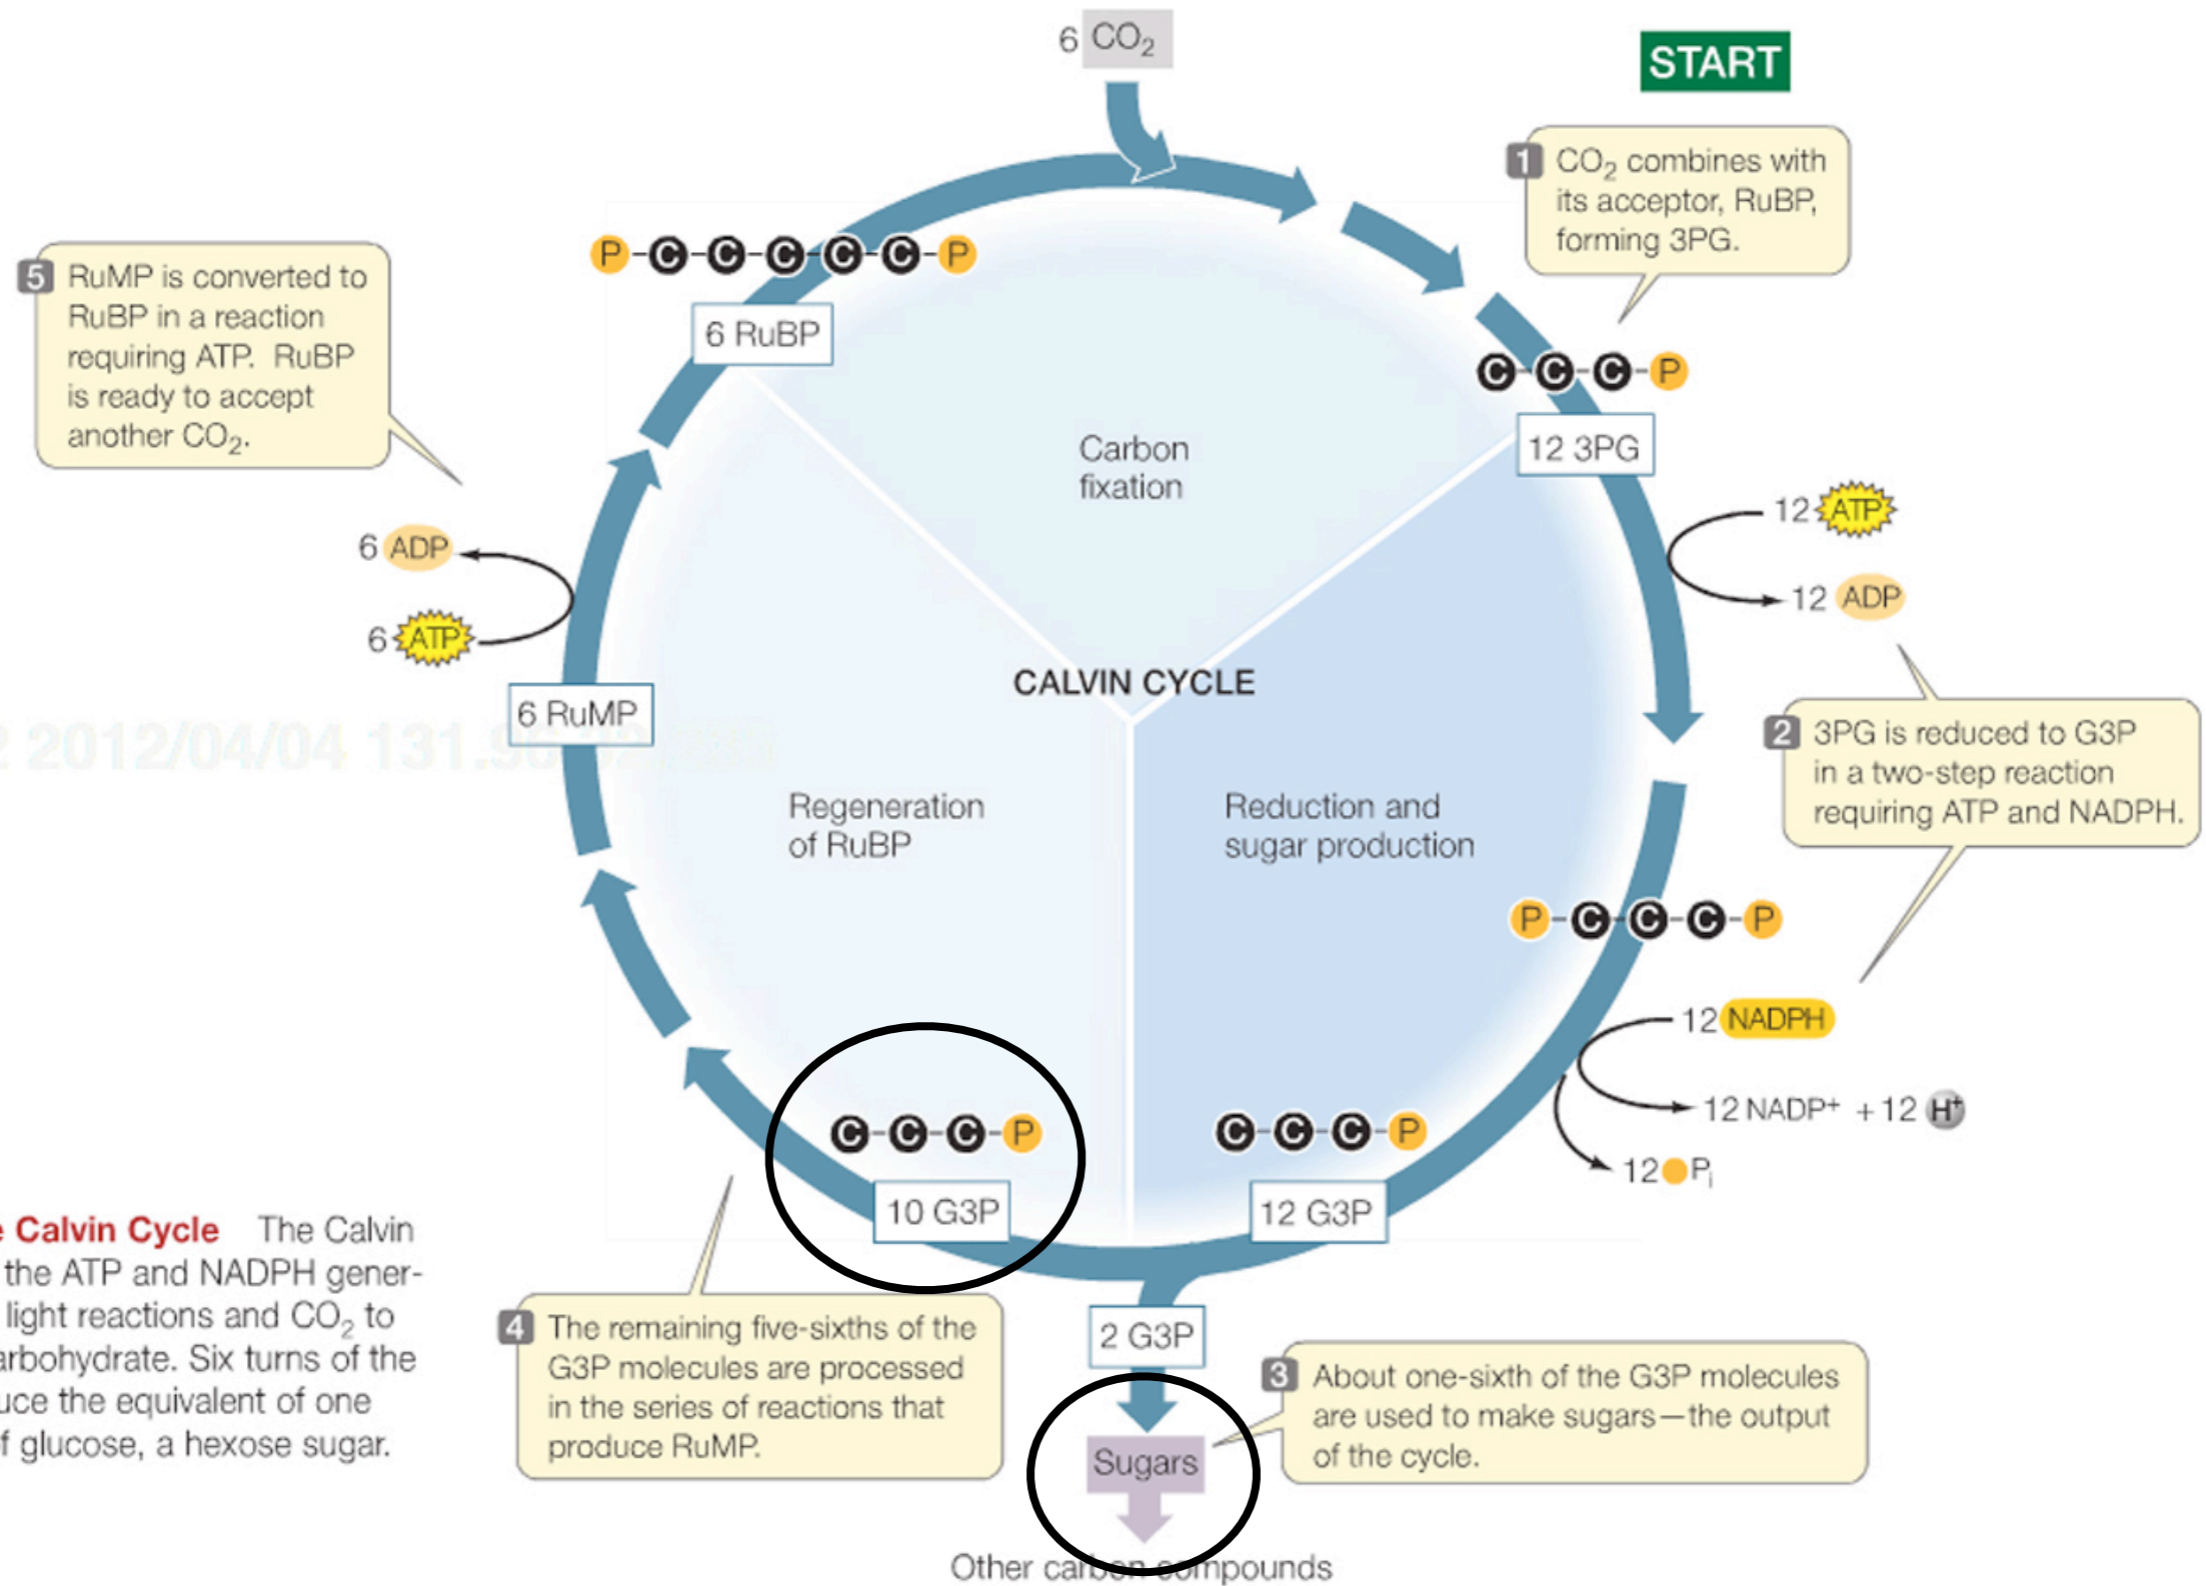 6 CO2
START
1 CO2 combines with
its acceptor, RuBP,
forming 3PG.
P-C-C-C-C-C-P
6 RuBP
5 RuMP is converted to
RuBP in a reaction
requiring ATP. RuBP
is ready to accept
another CO2.
C-C-C-P
12 3PG
Carbon
fixation
12 ATP
12 ADP
6 ADP
6 ATP
CALVIN CYCLE
6 RuMP
2 2012/04/04 131.96
2 3PG is reduced to G3P
in a two-step reaction
requiring ATP and NADPH.
Regeneration
of RuBP
Reduction and
sugar production
P-C-C-C-P
12 NADPH
12 NADP+ + 12 H+
12 Pi
C-C-C-P
10 G3P
C-C-C-P
12 G3P
e Calvin Cycle The Calvin
the ATP and NADPH gener-
light reactions and CO2 to
arbohydrate. Six turns of the
uce the equivalent of one
f glucose, a hexose sugar.
4 The remaining five-sixths of the
G3P molecules are processed
in the series of reactions that
produce RuMP.
2 G3P
3 About one-sixth of the G3P molecules
are used to make sugars—the output
of the cycle.
Sugars
Other carbon compounds